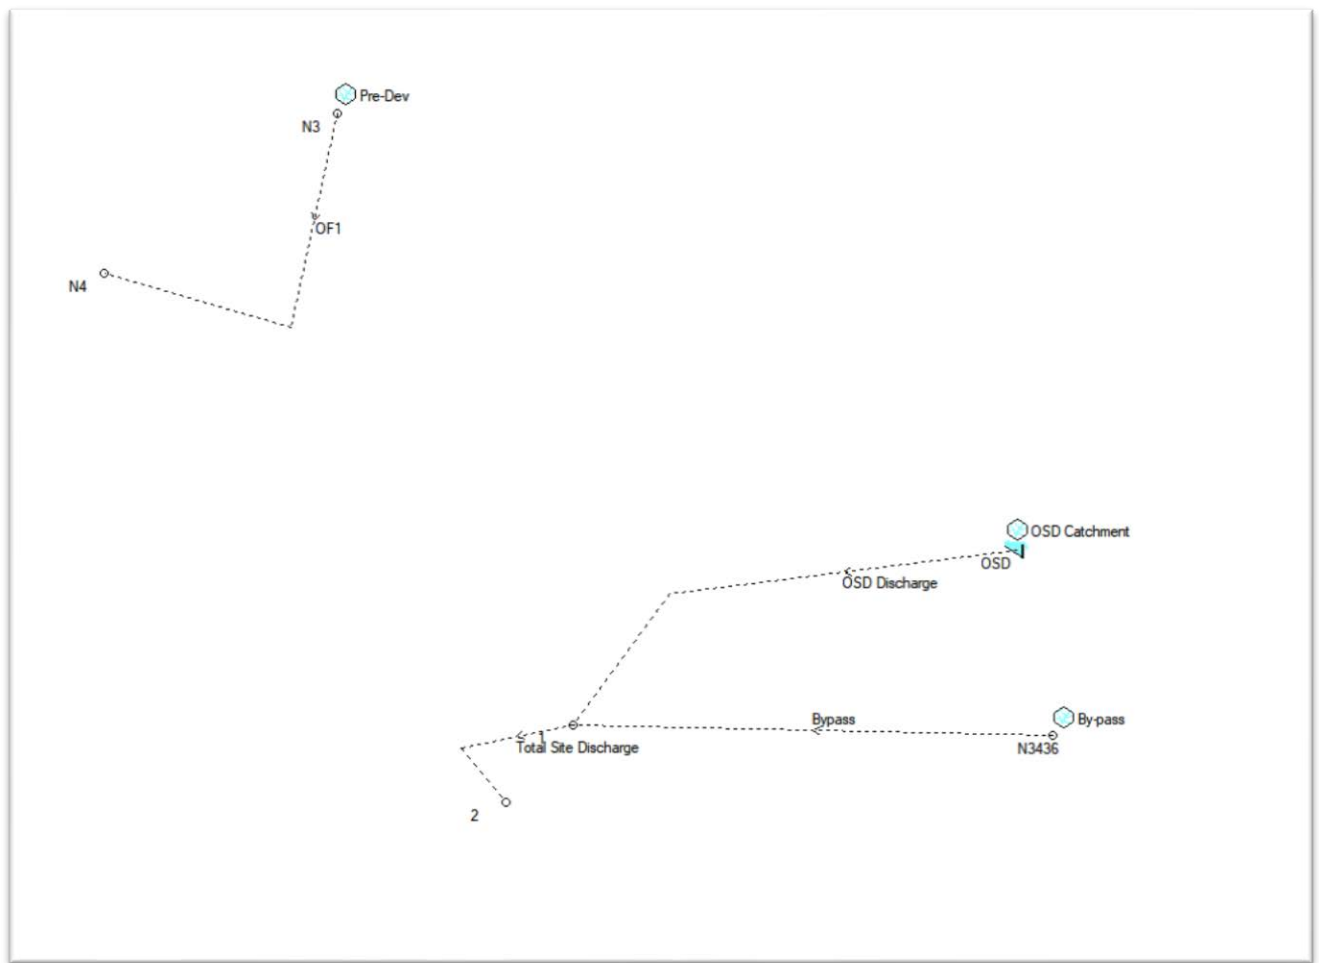 Pre-Dev
N3
OF1
N4
OSD Catchment
OSD
OSD Discharge
By-pass
Bypass
N3436
1
Total Site Discharge
2